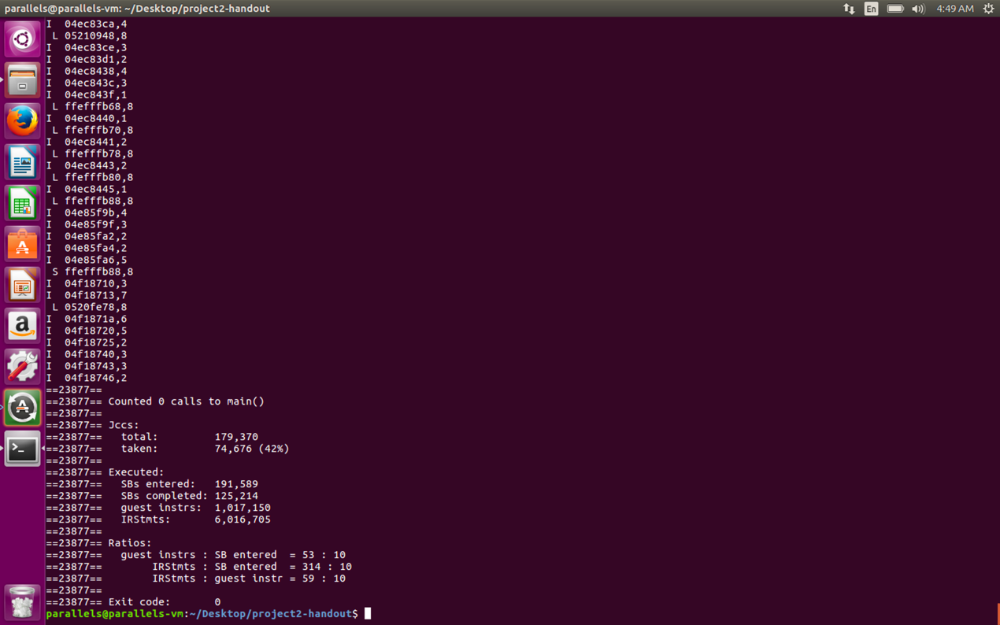 parallels@parallels-vm: ~/Desktop/project2-handout
En
4:49 AM
I  04ec83ca,4
 L 05210948,8
I  04ec83ce,3
I  04ec83d1,2
I  04ec8438,4
I  04ec843c,3
I  04ec843f,1
 L ffefffb68,8
I  04ec8440,1
 L ffefffb70,8
I  04ec8441,2
 L ffefffb78,8
I  04ec8443,2
 L ffefffb80,8
I  04ec8445,1
 L ffefffb88,8
I  04e85f9b,4
I  04e85f9f,3
I  04e85fa2,2
I  04e85fa4,2
I  04e85fa6,5
 S ffefffb88,8
I  04f18710,3
I  04f18713,7
 L 0520fe78,8
I  04f1871a,6
I  04f18720,5
I  04f18725,2
I  04f18740,3
I  04f18743,3
I  04f18746,2
==23877==
==23877== Counted 0 calls to main()
==23877==
==23877== Jccs:
==23877==   total:         179,370
==23877==   taken:         74,676 (42%)
==23877==
==23877== Executed:
==23877==   SBs entered:   191,589
==23877==   SBs completed: 125,214
==23877==   guest instrs:  1,017,150
==23877==   IRStmts:       6,016,705
==23877==
==23877== Ratios:
==23877==   guest instrs : SB entered  = 53 : 10
==23877==        IRStmts : SB entered  = 314 : 10
==23877==        IRStmts : guest instr = 59 : 10
==23877==
==23877== Exit code:       0
parallels@parallels-vm:~/Desktop/project2-handout$